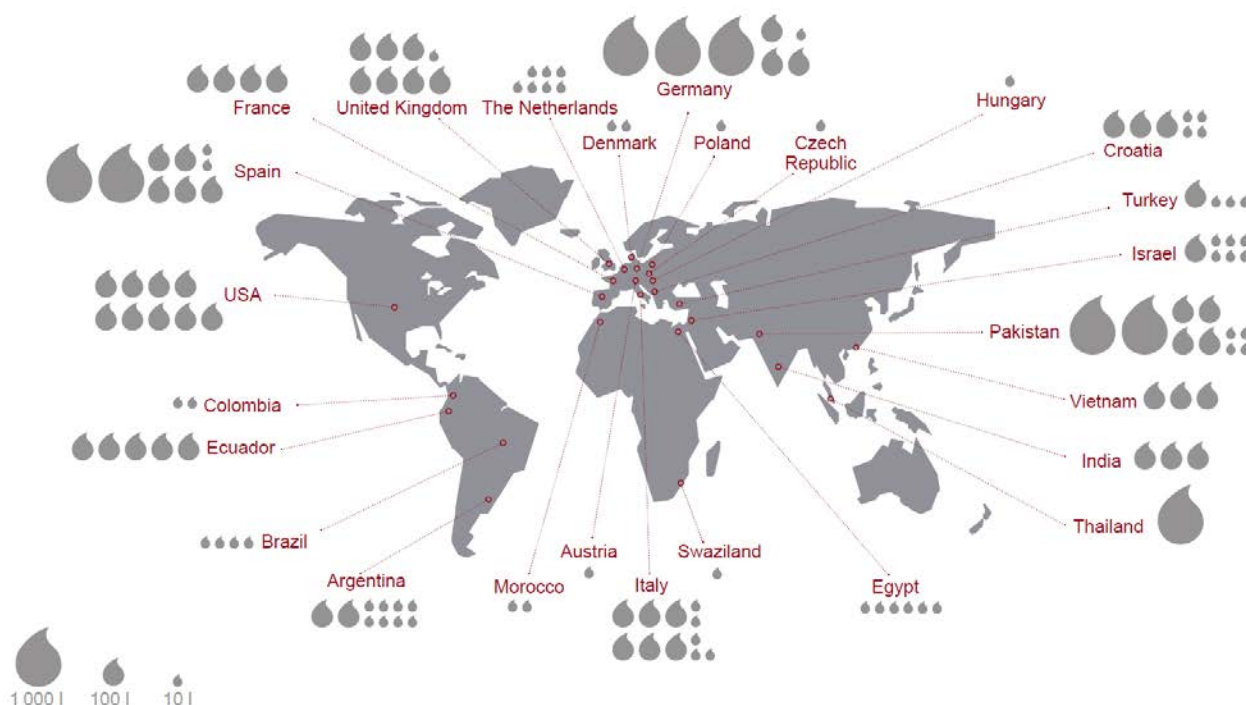 Germany
France
United Kingdom
The Netherlands
Hungary
Denmark
Poland
Czech
Republic
Croatia
Spain
Turkey
Israel
USA
Pakistan
Vietnam
Colombia
Ecuador
India
Thailand
Brazil
Austria
Swaziland
Argentina
Morocco
Italy
Egypt
1 000 l
100 l
10 l